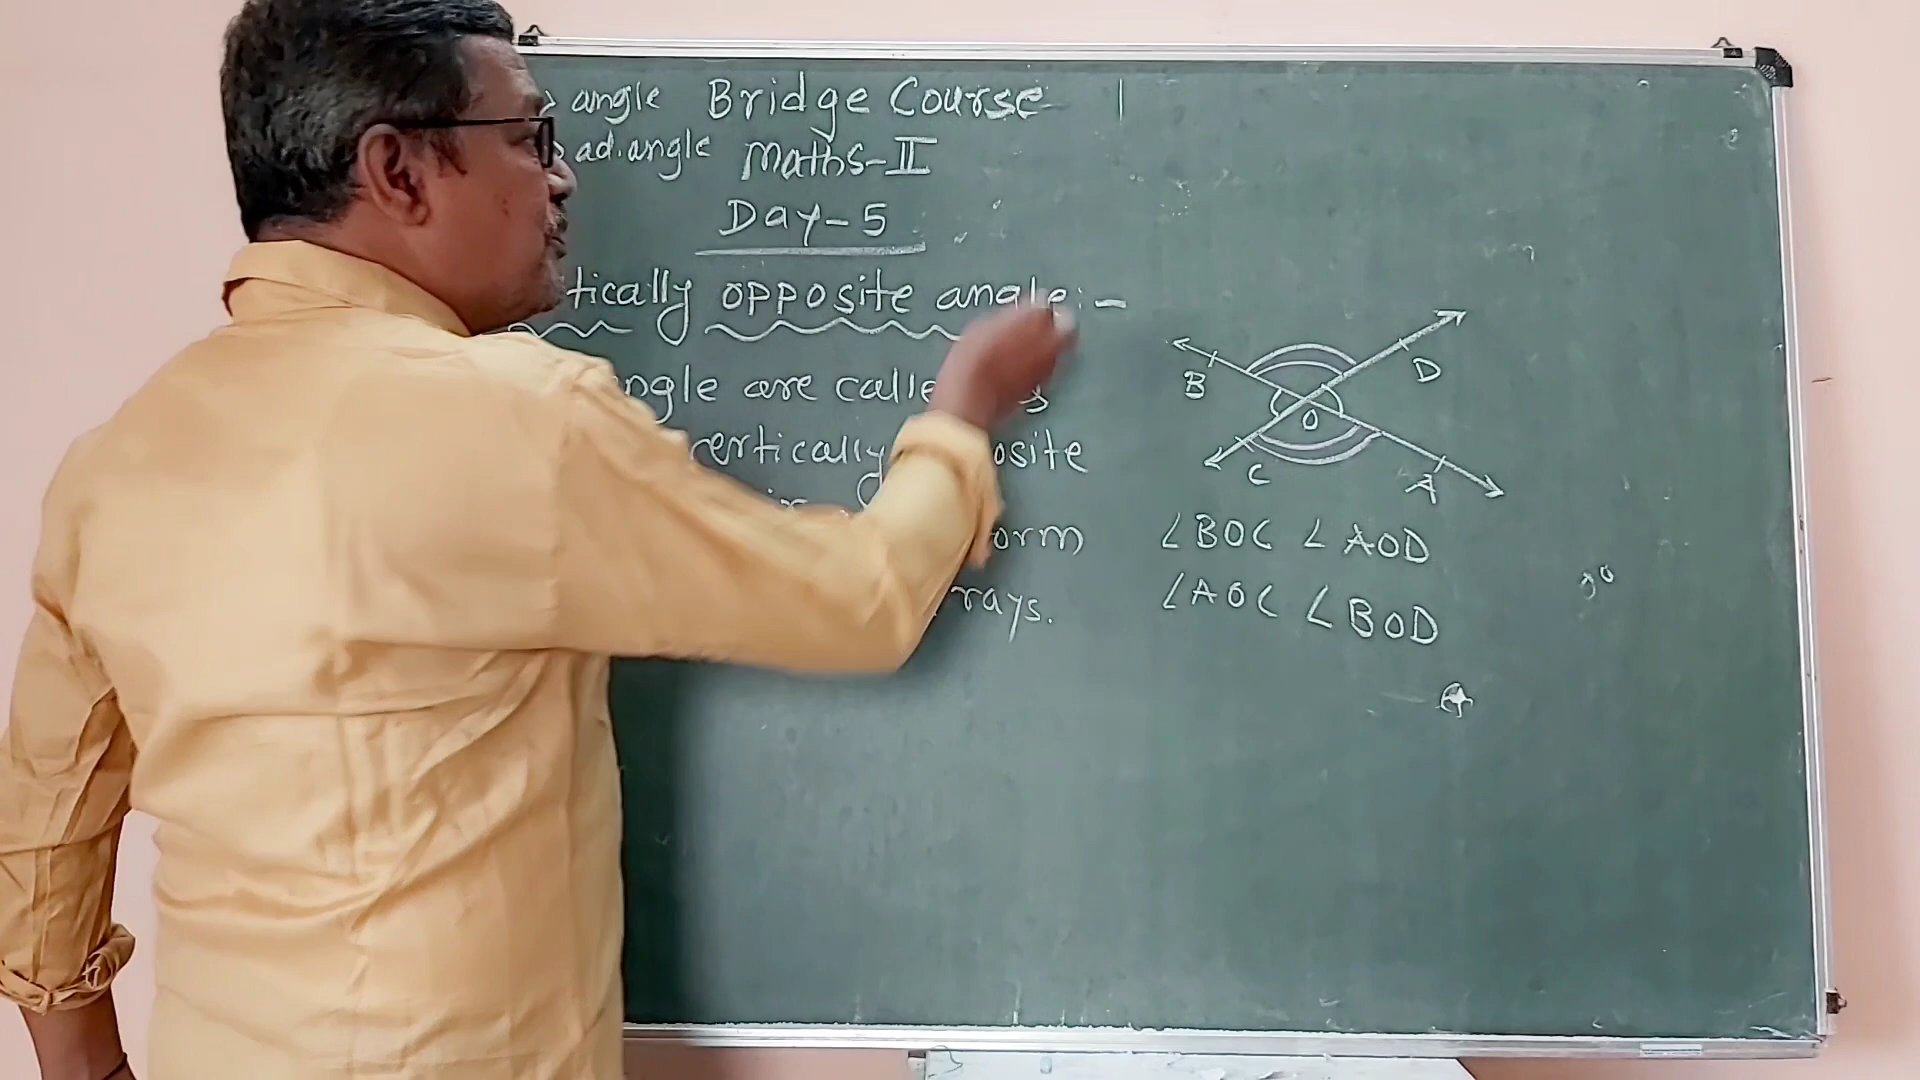 angle Bridge Course
ad.angle Maths-II
Day-5
tically opposite angle:-
ngle are calle
vertically osite
orm
rays.
B
D
O
C
A
∠BOC ∠AOD
∠AOC ∠BOD